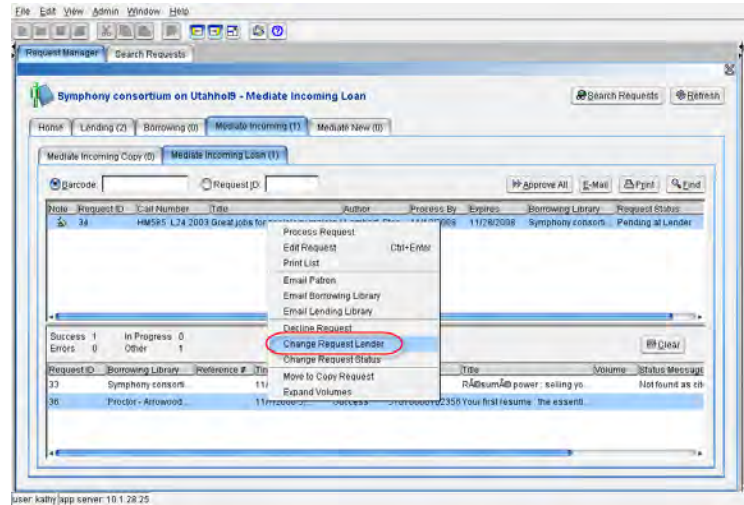 File Edit View Admin Window Help
Request Manager Search Requests
Symphony consortium on Utahhol9 - Mediate Incoming Loan Search Requests Refresh
Home Lending (2) Borrowing (0) Mediate Incoming (1) Mediate New (0)
Mediate Incoming Copy (0) Mediate Incoming Loan (1)
Barcode: Request ID: Approve All E-Mail Print Find
Note Request ID Call Number Title Author Process By Expires Borrowing Library Request Status
34 HM585 .L24 2003 Great jobs for 11/28/2008 Symphony consorti... Pending at Lender
Process Request
Edit Request Ctrl+Enter
Print List
Email Patron
Email Borrowing Library
Email Lending Library
Decline Request
Change Request Lender
Change Request Status
Move to Copy Request
Expand Volumes
Success 1 In Progress 0
Errors 0 Other 1 Clear
Request ID Borrowing Library Reference # Title Volume Status Messag
33 Symphony consorti... 11/ power : selling yo... Not found as cit
36 Proctor - Arrowood... Success Your first resume : the essenti...
user: kathy app server: 10.1.28.25